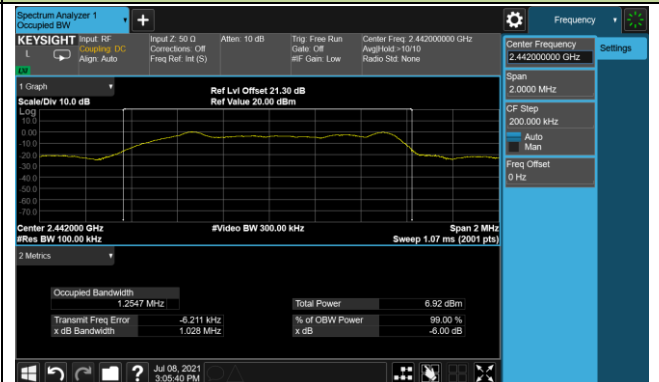 Spectrum Analyzer 1
Occupied BW
Frequency
KEYSIGHT
L
Input: RF
Coupling: DC
Align: Auto
Input Z: 50 Ω
Corrections: Off
Freq Ref: Int (S)
Atten: 10 dB
Trig: Free Run
Gate: Off
#IF Gain: Low
Center Freq: 2.442000000 GHz
Avg|Hold:>10/10
Radio Std: None
Center Frequency
2.442000000 GHz
Settings
Span
2.0000 MHz
CF Step
200.000 kHz
Auto
Man
Freq Offset
0 Hz
1 Graph
Scale/Div 10.0 dB
Ref Lvl Offset 21.30 dB
Ref Value 20.00 dBm
Log
10.0
0.00
-10.0
-20.0
-30.0
-40.0
-50.0
-60.0
-70.0
Center 2.442000 GHz
#Res BW 100.00 kHz
#Video BW 300.00 kHz
Span 2 MHz
Sweep 1.07 ms (2001 pts)
2 Metrics
Occupied Bandwidth
1.2547 MHz
Total Power 6.92 dBm
Transmit Freq Error -6.211 kHz
% of OBW Power 99.00 %
x dB Bandwidth 1.028 MHz
x dB -6.00 dB
?
Jul 08, 2021
3:05:40 PM